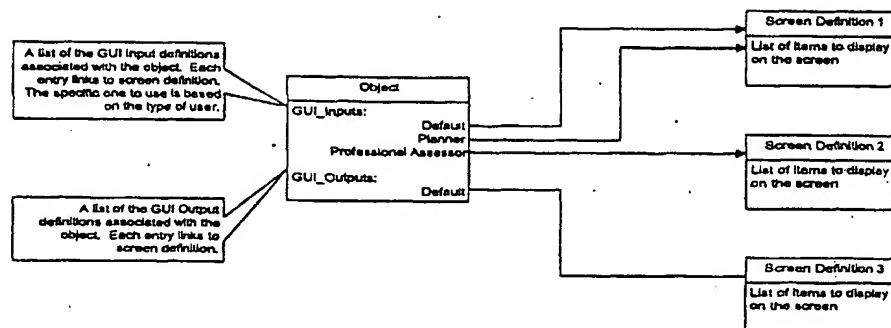 A list of the GUI Input definitions
associated with the object. Each
entry links to screen definition.
The specific one to use is based
on the type of user.
A list of the GUI Output
definitions associated with the
object. Each entry links to
screen definition.
Object
GUI_Inputs:
Default
Planner
Professional Assessor
GUI_Outputs:
Default
Screen Definition 1
List of Items to display
on the screen
Screen Definition 2
List of Items to display
on the screen
Screen Definition 3
List of Items to display
on the screen